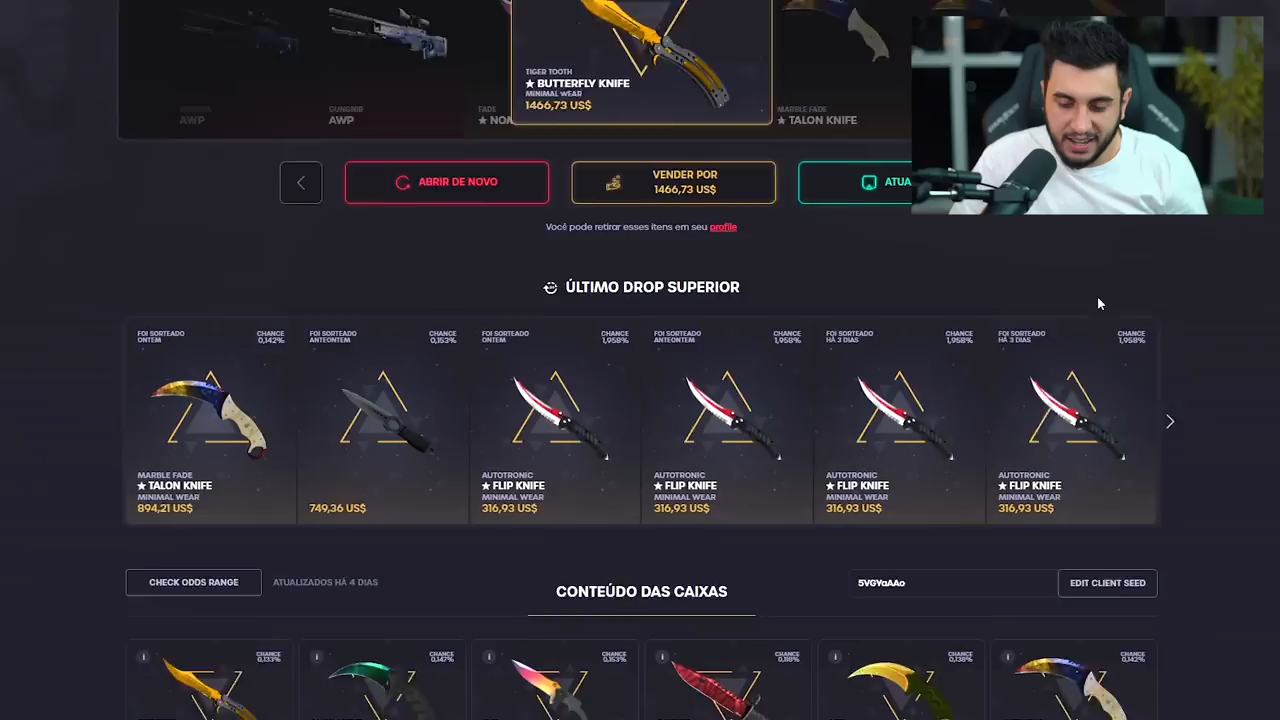 TIGER TOOTH
★ BUTTERFLY KNIFE
MINIMAL WEAR
1466,73 US$
AWP
GUNGNIR
AWP
FADE
★ NOM
MARBLE FADE
★ TALON KNIFE
ABRIR DE NOVO
VENDER POR
1466,73 US$
ATUA
Você pode retirar esses itens em seu profile
ÚLTIMO DROP SUPERIOR
FOI SORTEADO
ONTEM
CHANCE
0,142%
MARBLE FADE
★ TALON KNIFE
MINIMAL WEAR
894,21 US$
FOI SORTEADO
ANTEONTEM
CHANCE
0,153%
749,36 US$
FOI SORTEADO
ONTEM
CHANCE
1,958%
AUTOTRONIC
★ FLIP KNIFE
MINIMAL WEAR
316,93 US$
FOI SORTEADO
ANTEONTEM
CHANCE
1,958%
AUTOTRONIC
★ FLIP KNIFE
MINIMAL WEAR
316,93 US$
FOI SORTEADO
HÁ 3 DIAS
CHANCE
1,958%
AUTOTRONIC
★ FLIP KNIFE
MINIMAL WEAR
316,93 US$
FOI SORTEADO
HÁ 3 DIAS
CHANCE
1,958%
AUTOTRONIC
★ FLIP KNIFE
MINIMAL WEAR
316,93 US$
CHECK ODDS RANGE
ATUALIZADOS HÁ 4 DIAS
CONTEÚDO DAS CAIXAS
5VGYaAAo
EDIT CLIENT SEED
CHANCE
0,133%
CHANCE
0,147%
CHANCE
0,153%
CHANCE
0,118%
CHANCE
0,138%
CHANCE
0,142%